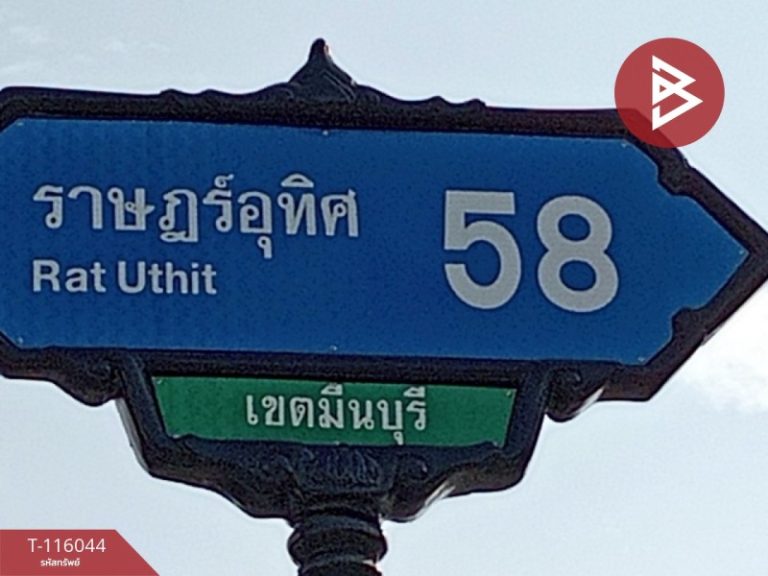 ราษฎร์อุทิศ 58
Rat Uthit
เขตมีนบุรี
T-116044
รหัสทรัพย์